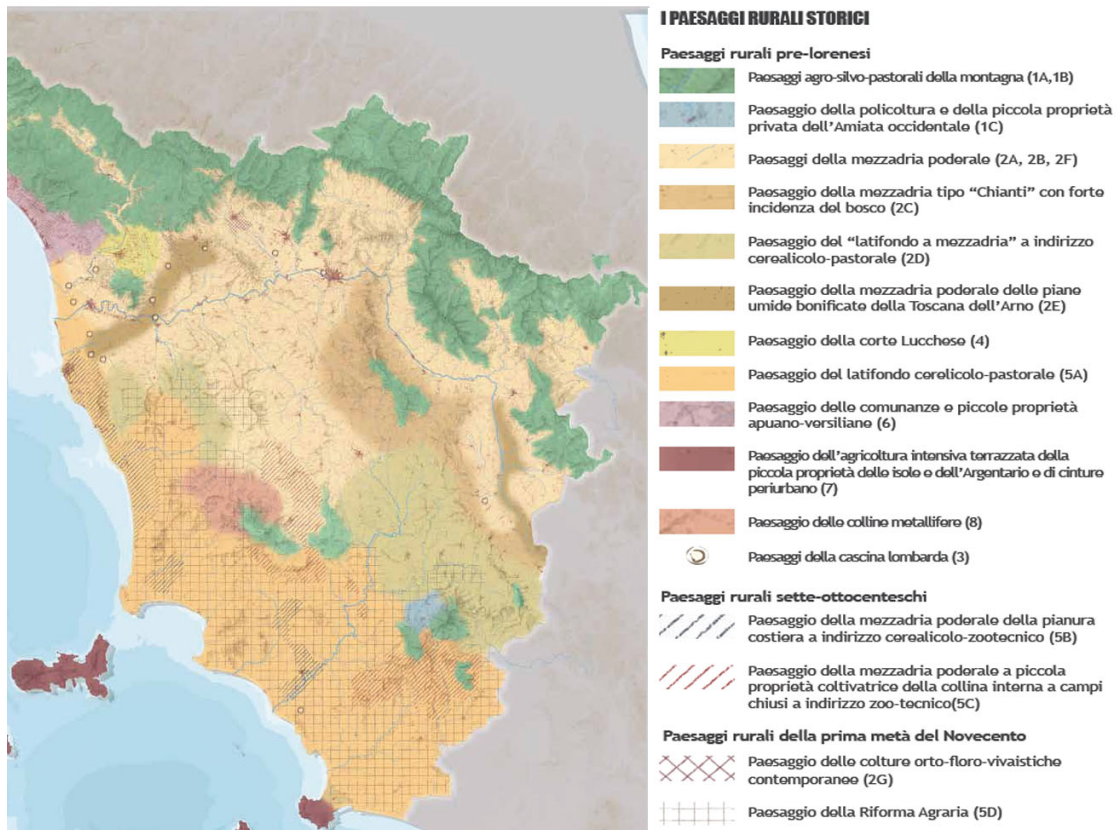 I PAESAGGI RURALI STORICI
Paesaggi rurali pre-lorenesi
Paesaggi agro-silvo-pastorali della montagna (1A,1B)
Paesaggio della policoltura e della piccola proprietà
privata dell'Amiata occidentale (1C)
Paesaggi della mezzadria poderale (2A, 2B, 2F)
Paesaggio della mezzadria tipo "Chianti" con forte
incidenza del bosco (2C)
Paesaggio del "latifondo a mezzadria" a indirizzo
cerealicolo-pastorale (2D)
Paesaggio della mezzadria poderale delle piane
umide bonificate della Toscana dell'Arno (2E)
Paesaggio della corte Lucchese (4)
Paesaggio del latifondo cerelicolo-pastorale (5A)
Paesaggio delle comunanze e piccole proprietà
apuano-versiliane (6)
Paesaggio dell'agricoltura intensiva terrazzata della
piccola proprietà delle isole e dell'Argentario e di cinture
periurbano (7)
Paesaggio delle colline metallifere (8)
Paesaggi della cascina lombarda (3)
Paesaggi rurali sette-ottocenteschi
Paesaggio della mezzadria poderale della pianura
costiera a indirizzo cerealicolo-zootecnico (5B)
Paesaggio della mezzadria poderale a piccola
proprietà coltivatrice della collina interna a campi
chiusi a indirizzo zoo-tecnico(5C)
Paesaggi rurali della prima metà del Novecento
Paesaggio delle colture orto-floro-vivaistiche
contemporanee (2G)
Paesaggio della Riforma Agraria (5D)